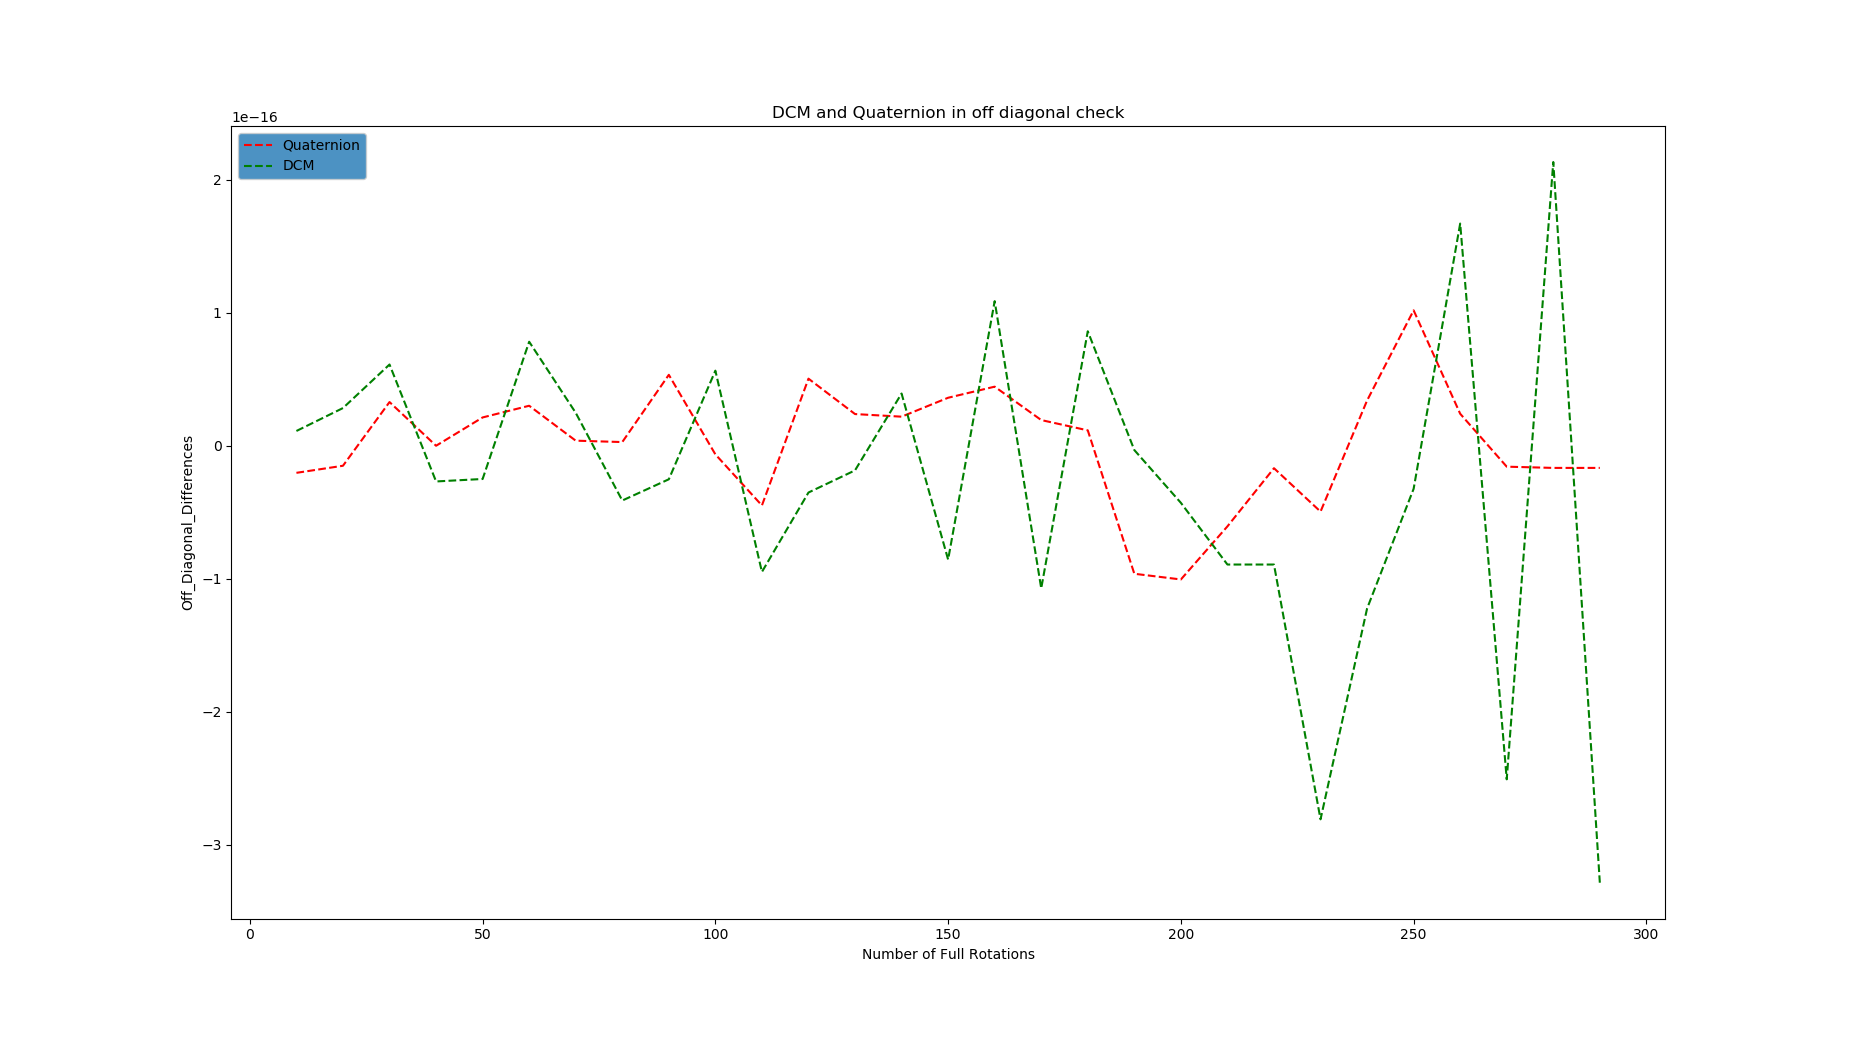 DCM and Quaternion in off diagonal check
1e−16
Quaternion
DCM
2
1
0
−1
−2
−3
Off_Diagonal_Differences
0 50 100 150 200 250 300
Number of Full Rotations